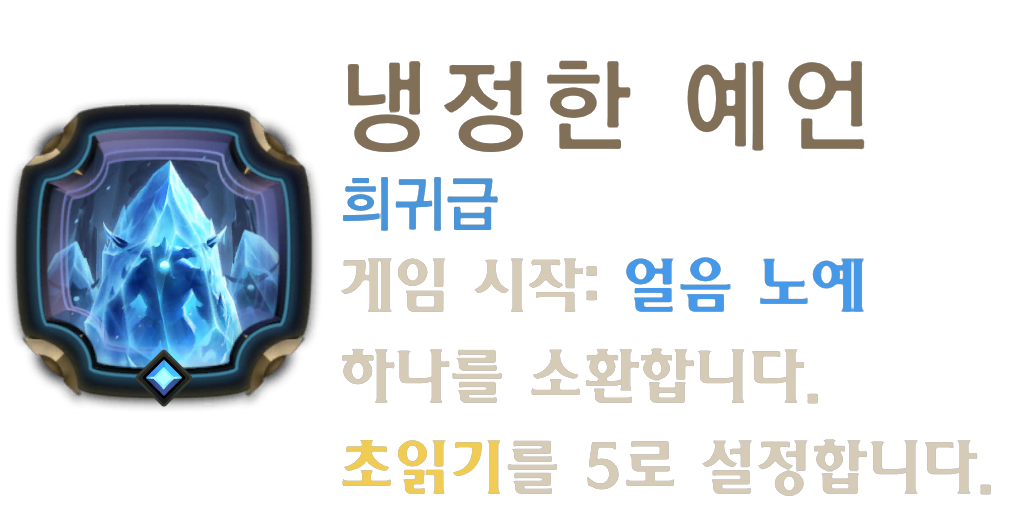 냉정한 예언
희귀급
게임 시작: 얼음 노예
하나를 소환합니다.
초읽기를 5로 설정합니다.